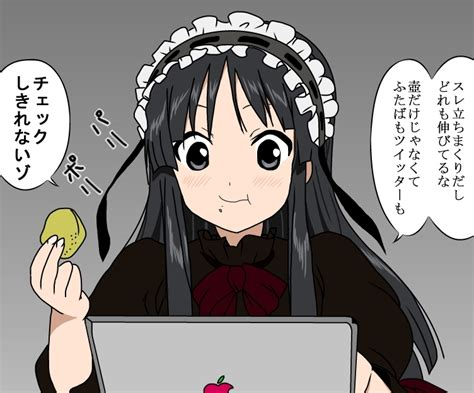 スレ立ちまくりだし
どれも伸びてるな
壺だけじゃなくて
ふたばもツイッターも
チェック
しきれないゾ
ポリ
ポリ